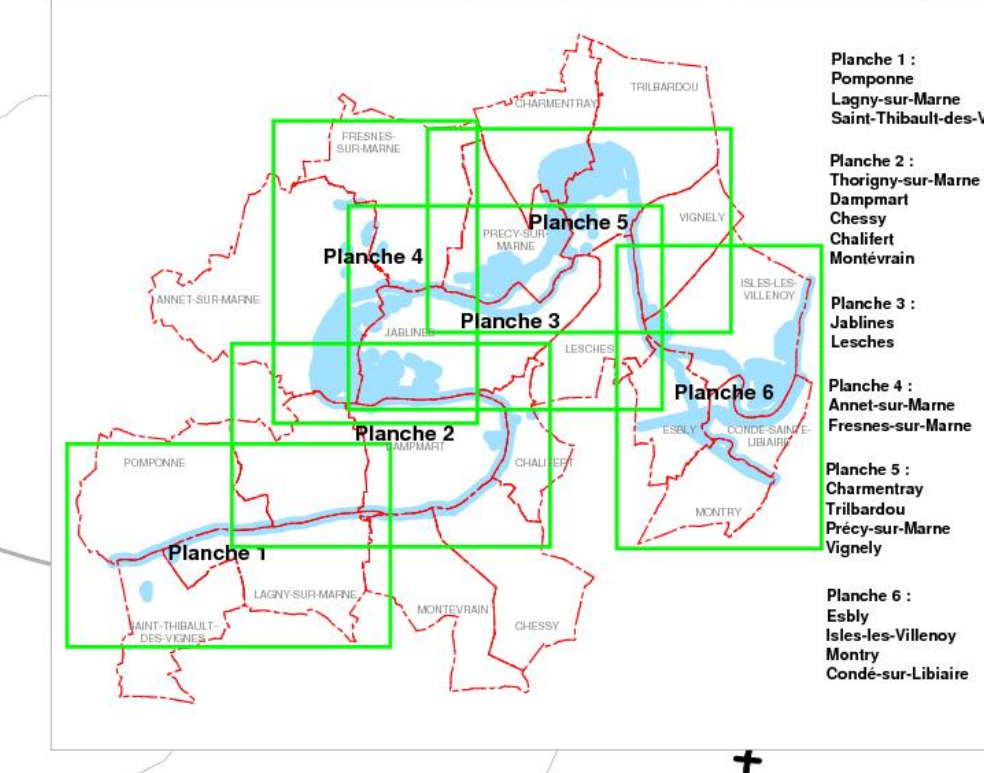 CHARMENTRAY
TRILBARDOU
FRESNES-
SUR-MARNE
PRECY-SUR-
MARNE
Planche 5
VIGNELY
Planche 4
ISLES-LES-
VILLENOY
ANNET-SUR-MARNE
Planche 3
JABLINES
LESCHES
Planche 6
Planche 2
DAMPMART
ESBLY
CONDE-SAINTE-
LIBIAIRE
POMPONNE
CHALIFERT
MONTRY
Planche 1
LAGNY-SUR-MARNE
MONTEVRAIN
CHESSY
SAINT-THIBAULT-
DES-VIGNES
Planche 1 :
Pomponne
Lagny-sur-Marne
Saint-Thibault-des-V
Planche 2 :
Thorigny-sur-Marne
Dampmart
Chessy
Chalifert
Montévrain
Planche 3 :
Jablines
Lesches
Planche 4 :
Annet-sur-Marne
Fresnes-sur-Marne
Planche 5 :
Charmentray
Trilbardou
Précy-sur-Marne
Vignely
Planche 6 :
Esbly
Isles-les-Villenoy
Montry
Condé-sur-Libiaire